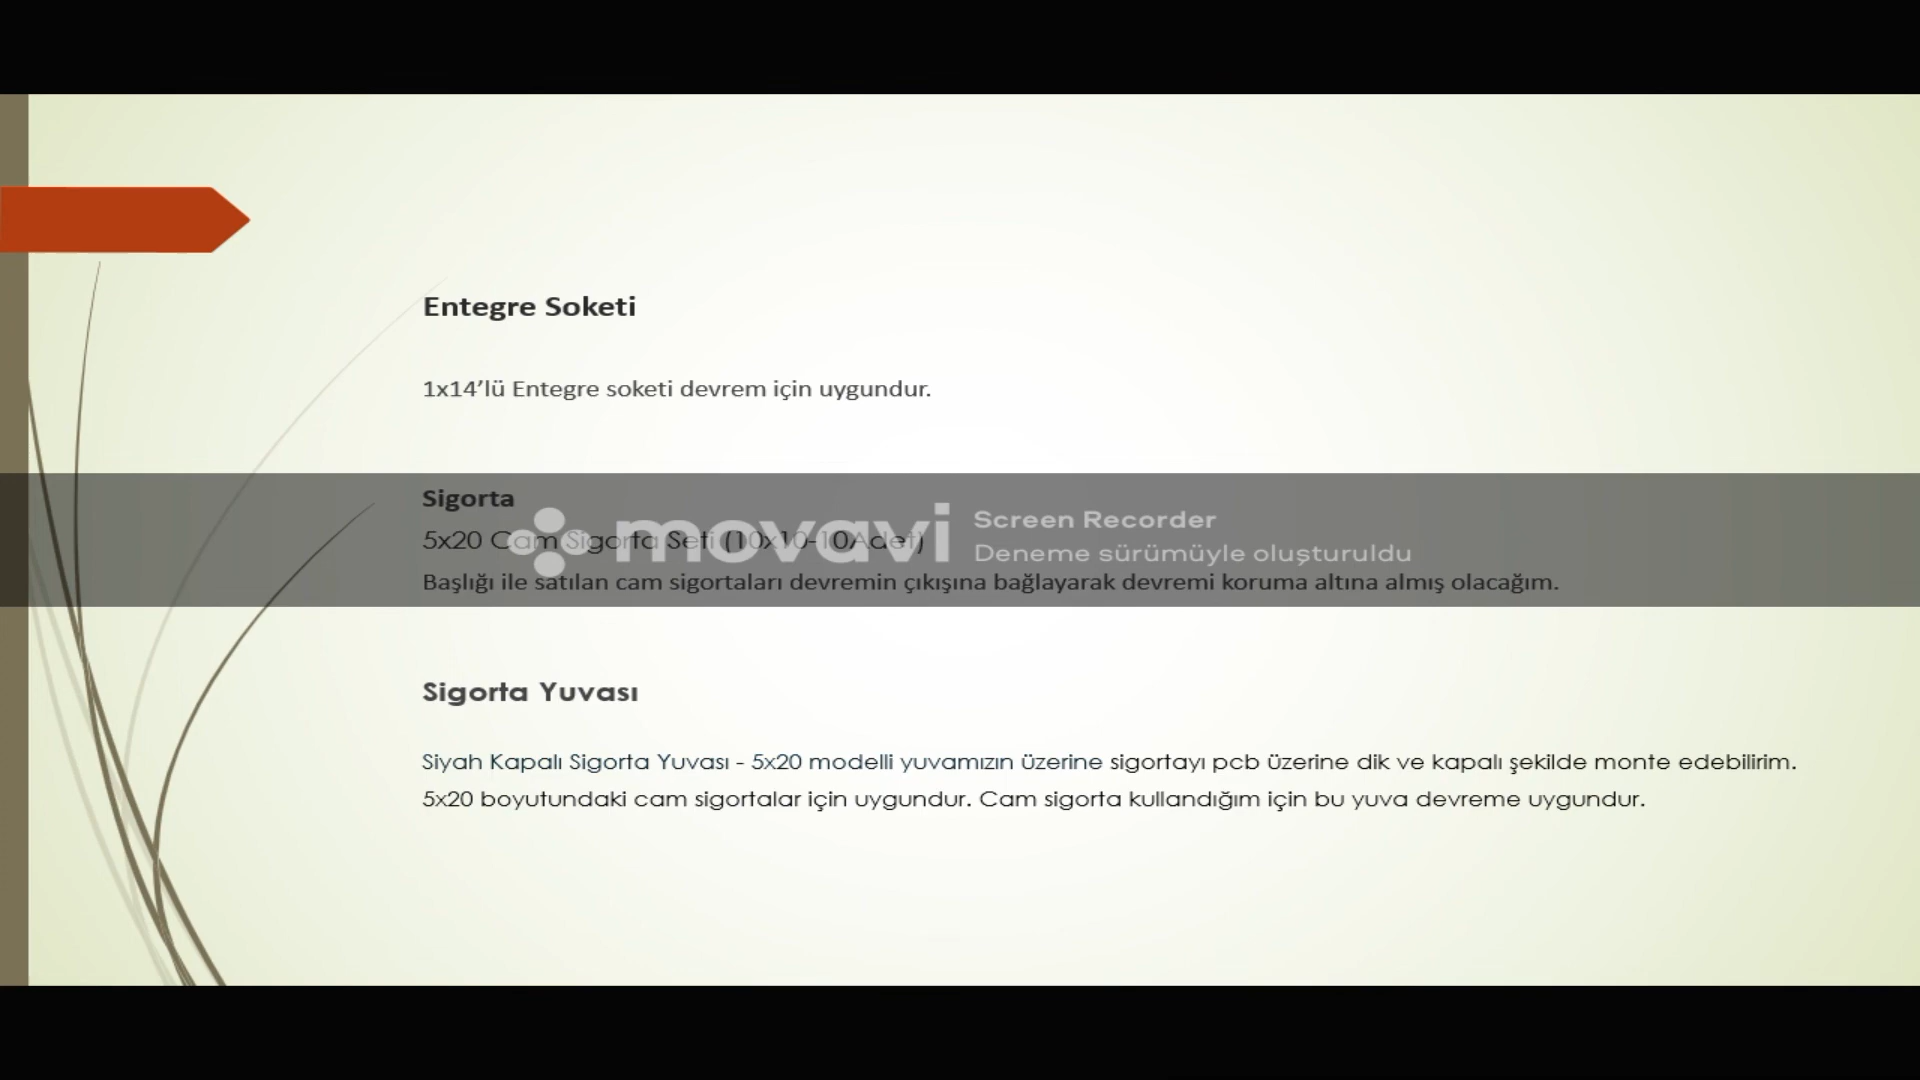 Entegre Soketi
1x14’lü Entegre soketi devrem için uygundur.
Sigorta
5x20 Cam Sigorta Seti (10x10-10Adet)
movavi
Screen Recorder
Deneme sürümüyle oluşturuldu
Başlığı ile satılan cam sigortaları devremin çıkışına bağlayarak devremi koruma altına almış olacağım.
Sigorta Yuvası
Siyah Kapalı Sigorta Yuvası - 5x20 modelli yuvamızın üzerine sigortayı pcb üzerine dik ve kapalı şekilde monte edebilirim.
5x20 boyutundaki cam sigortalar için uygundur. Cam sigorta kullandığım için bu yuva devreme uygundur.